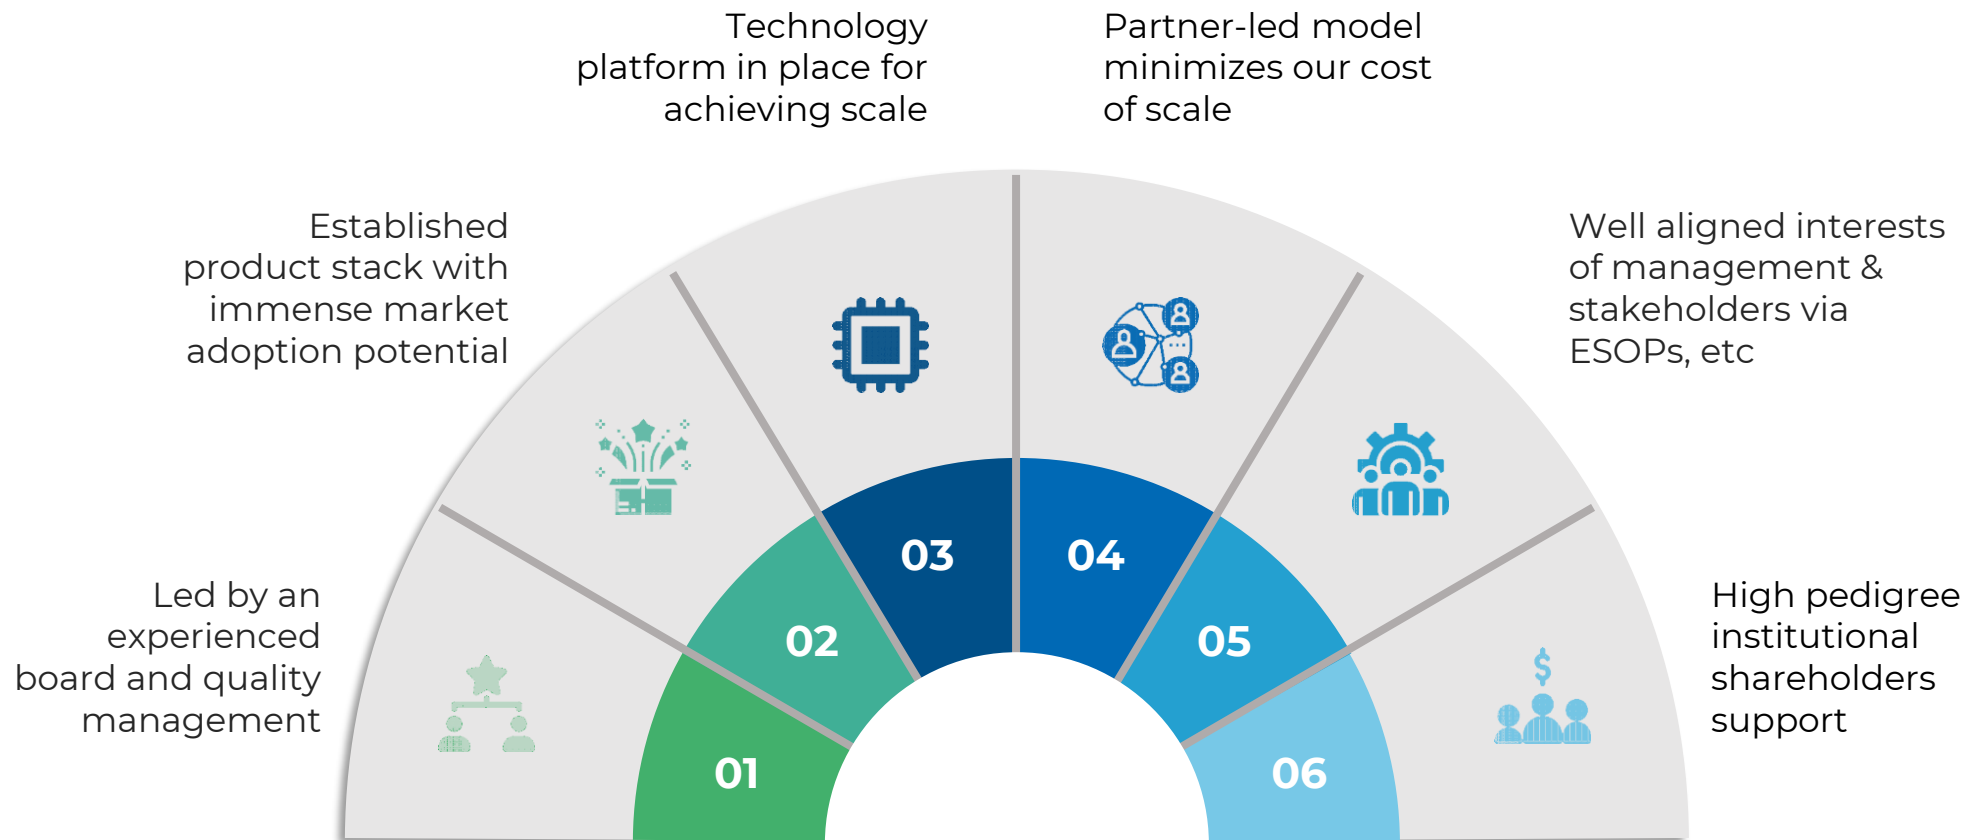 Technology
platform in place for
achieving scale
Partner-led model
minimizes our cost
of scale
Established
product stack with
immense market
adoption potential
Well aligned interests
of management &
stakeholders via
ESOPs, etc
Led by an
experienced
board and quality
management
High pedigree
institutional
shareholders
support
01
02
03
04
05
06
$